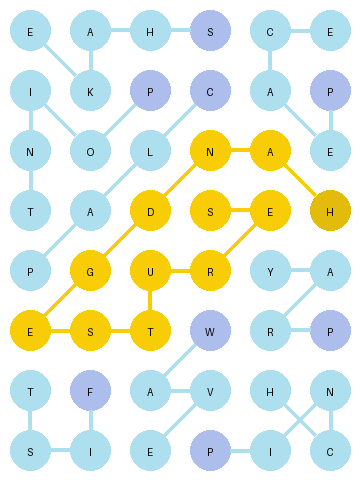 E A H S C E
I K P C A P
N O L N A E
T A D S E H
P G U R Y A
E S T W R P
T F A V H N
S I E P I C